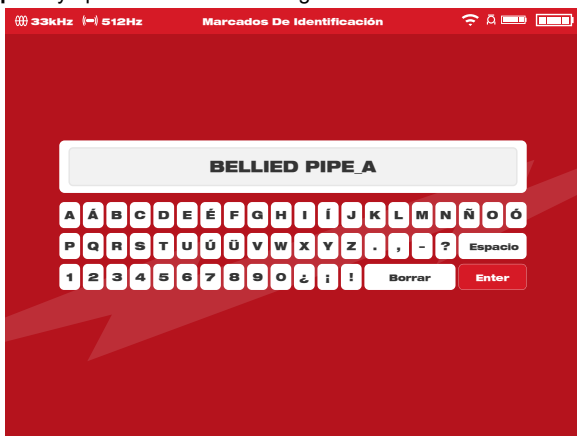 33kHz 512Hz Marcados De Identificación
BELLIED PIPE_A
A Á B C D E É F G H I Í J K L M N Ñ O Ó
P Q R S T U Ú Ü V W X Y Z . , - ? Espacio
1 2 3 4 5 6 7 8 9 0 ¿ ¡ ! Borrar Enter